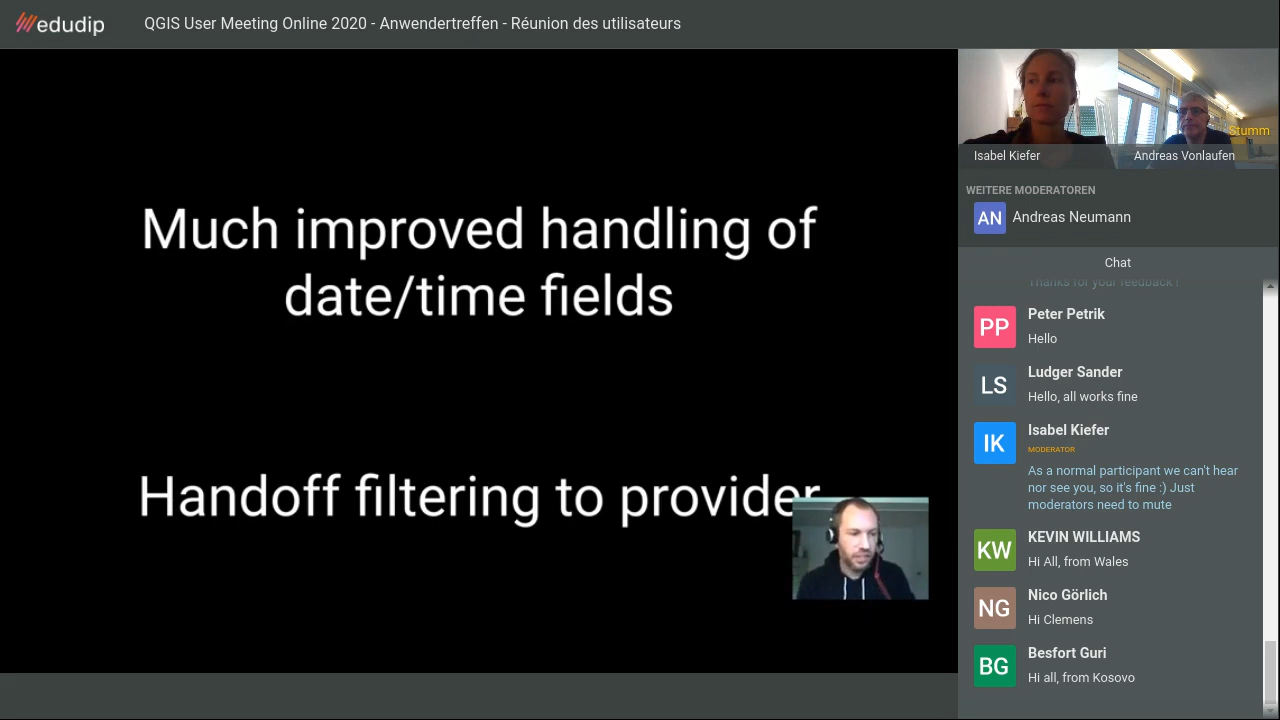 edudip
QGIS User Meeting Online 2020 - Anwendertreffen - Réunion des utilisateurs
Much improved handling of
date/time fields
Handoff filtering to provider
Stumm
Isabel Kiefer
Andreas Vonlaufen
WEITERE MODERATOREN
AN
Andreas Neumann
Chat
Thanks for your feedback !
PP
Peter Petrik
Hello
LS
Ludger Sander
Hello, all works fine
IK
Isabel Kiefer
MODERATOR
As a normal participant we can't hear
nor see you, so it's fine :) Just
moderators need to mute
KW
KEVIN WILLIAMS
Hi All, from Wales
NG
Nico Görlich
Hi Clemens
BG
Besfort Guri
Hi all, from Kosovo